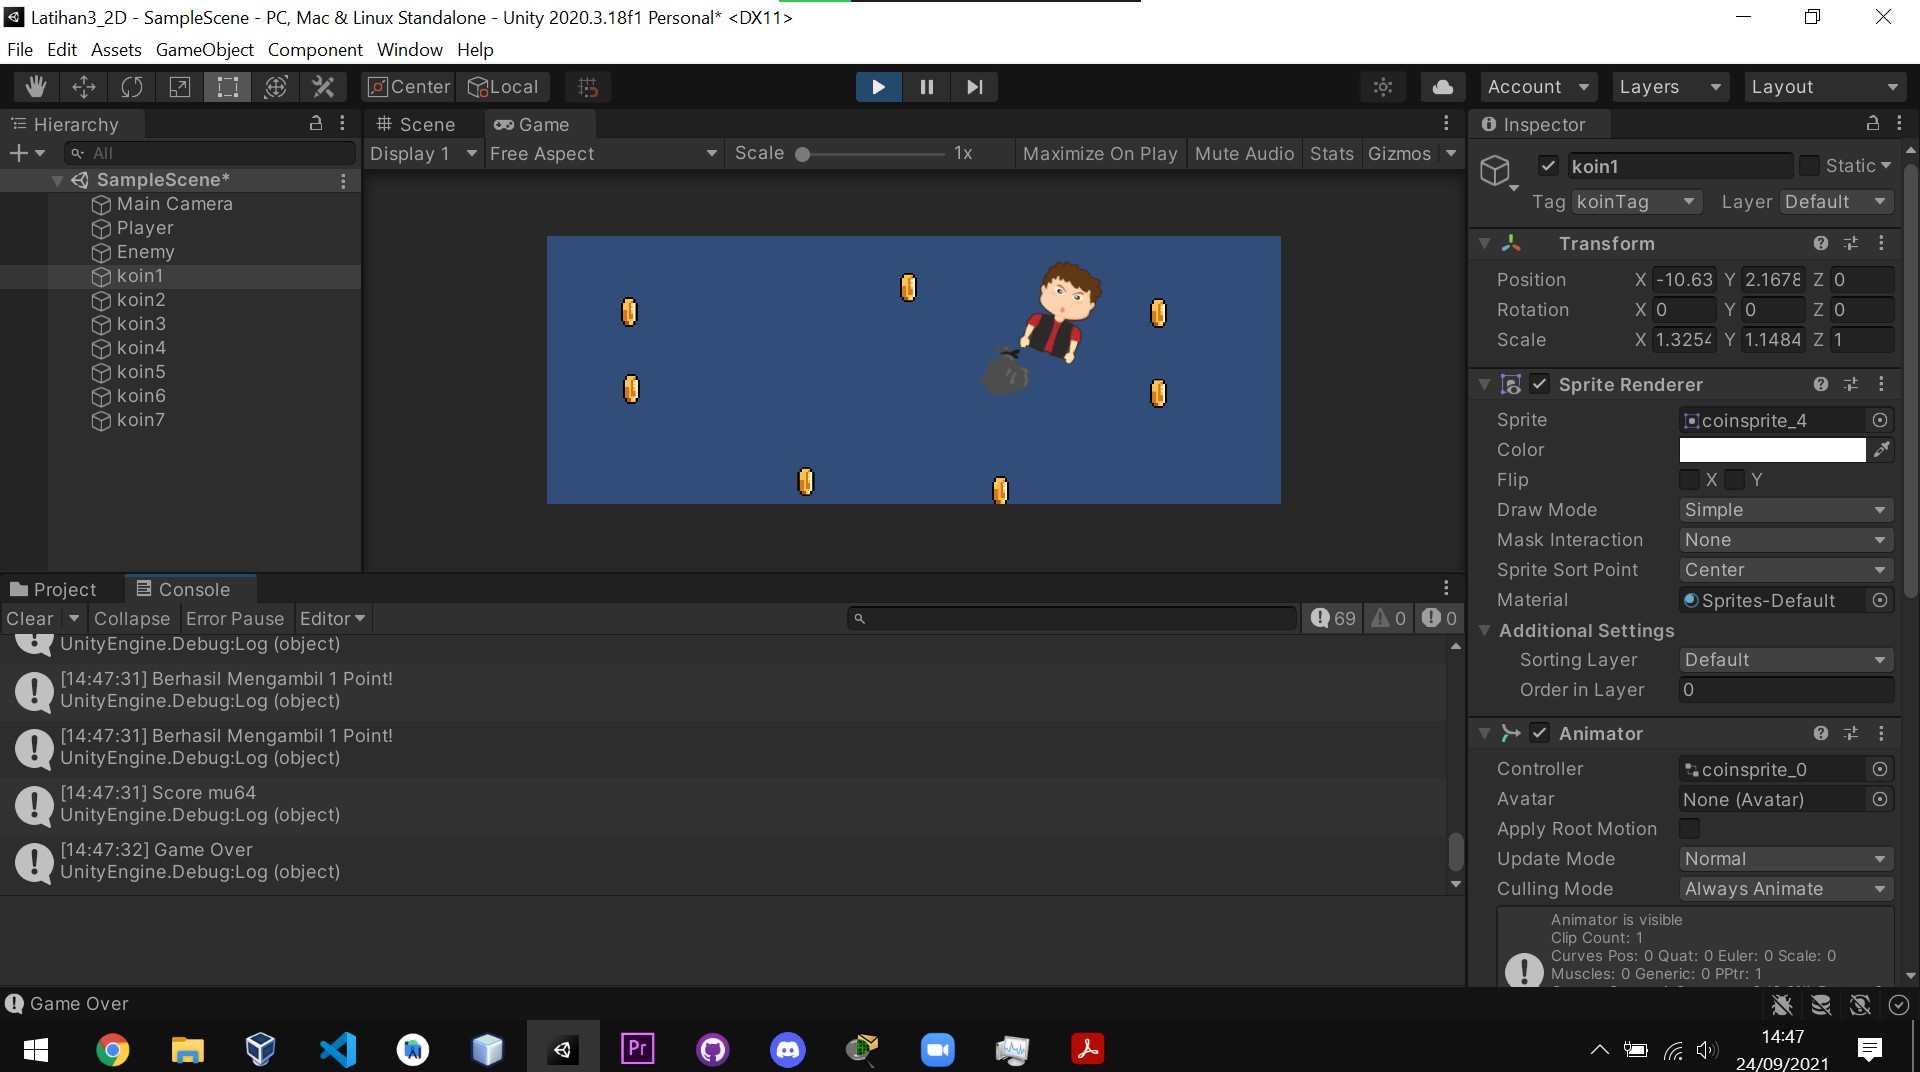 Latihan3_2D - SampleScene - PC, Mac & Linux Standalone - Unity 2020.3.18f1 Personal* <DX11>
File Edit Assets GameObject Component Window Help
Center Local Account Layers Layout
Hierarchy
All
SampleScene*
Main Camera
Player
Enemy
koin1
koin2
koin3
koin4
koin5
koin6
koin7
Scene Game
Display 1 Free Aspect Scale 1x Maximize On Play Mute Audio Stats Gizmos
Inspector
koin1 Static
Tag koinTag Layer Default
Transform
Position X -10.63 Y 2.1678 Z 0
Rotation X 0 Y 0 Z 0
Scale X 1.3254 Y 1.1484 Z 1
Sprite Renderer
Sprite coinsprite_4
Color
Flip X Y
Draw Mode Simple
Mask Interaction None
Sprite Sort Point Center
Material Sprites-Default
Additional Settings
Sorting Layer Default
Order in Layer 0
Animator
Controller coinsprite_0
Avatar None (Avatar)
Apply Root Motion
Update Mode Normal
Culling Mode Always Animate
Animator is visible
Clip Count: 1
Curves Pos: 0 Quat: 0 Euler: 0 Scale: 0
Muscles: 0 Generic: 0 PPtr: 1
Project Console
Clear Collapse Error Pause Editor 69 0 0
UnityEngine.Debug:Log (object)
[14:47:31] Berhasil Mengambil 1 Point!
UnityEngine.Debug:Log (object)
[14:47:31] Berhasil Mengambil 1 Point!
UnityEngine.Debug:Log (object)
[14:47:31] Score mu64
UnityEngine.Debug:Log (object)
[14:47:32] Game Over
UnityEngine.Debug:Log (object)
Game Over
Pr
14:47
24/09/2021